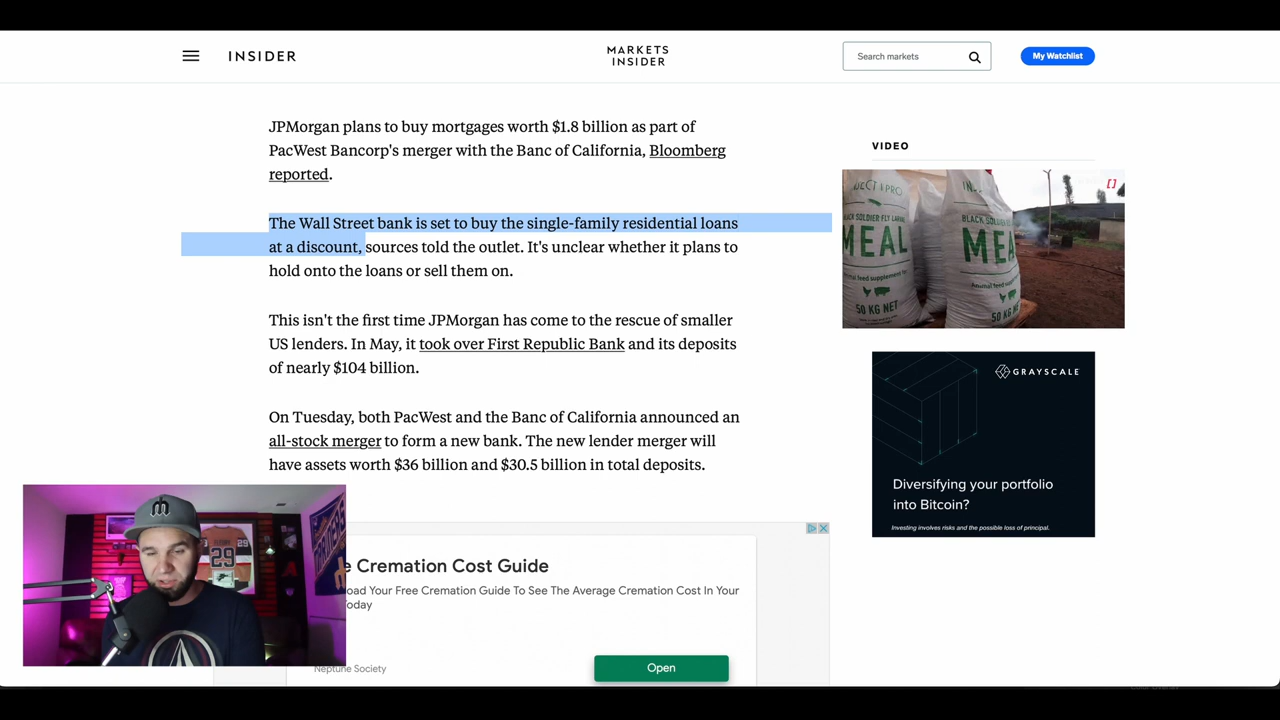 INSIDER
MARKETS
INSIDER
Search markets
My Watchlist
JPMorgan plans to buy mortgages worth $1.8 billion as part of
PacWest Bancorp's merger with the Banc of California, Bloomberg
reported.
The Wall Street bank is set to buy the single-family residential loans
at a discount, sources told the outlet. It's unclear whether it plans to
hold onto the loans or sell them on.
This isn't the first time JPMorgan has come to the rescue of smaller
US lenders. In May, it took over First Republic Bank and its deposits
of nearly $104 billion.
On Tuesday, both PacWest and the Banc of California announced an
all-stock merger to form a new bank. The new lender merger will
have assets worth $36 billion and $30.5 billion in total deposits.
VIDEO
BLACK SOLDIER
MEAL
50 KG NET
BLACK SOLDIER FLY LARVAE
MEAL
50 KG NET
GRAYSCALE
Diversifying your portfolio
into Bitcoin?
Investing involves risks and the possible loss of principal.
Cremation Cost Guide
Your Free Cremation Guide To See The Average Cremation Cost In Your
Neptune Society
Open
29